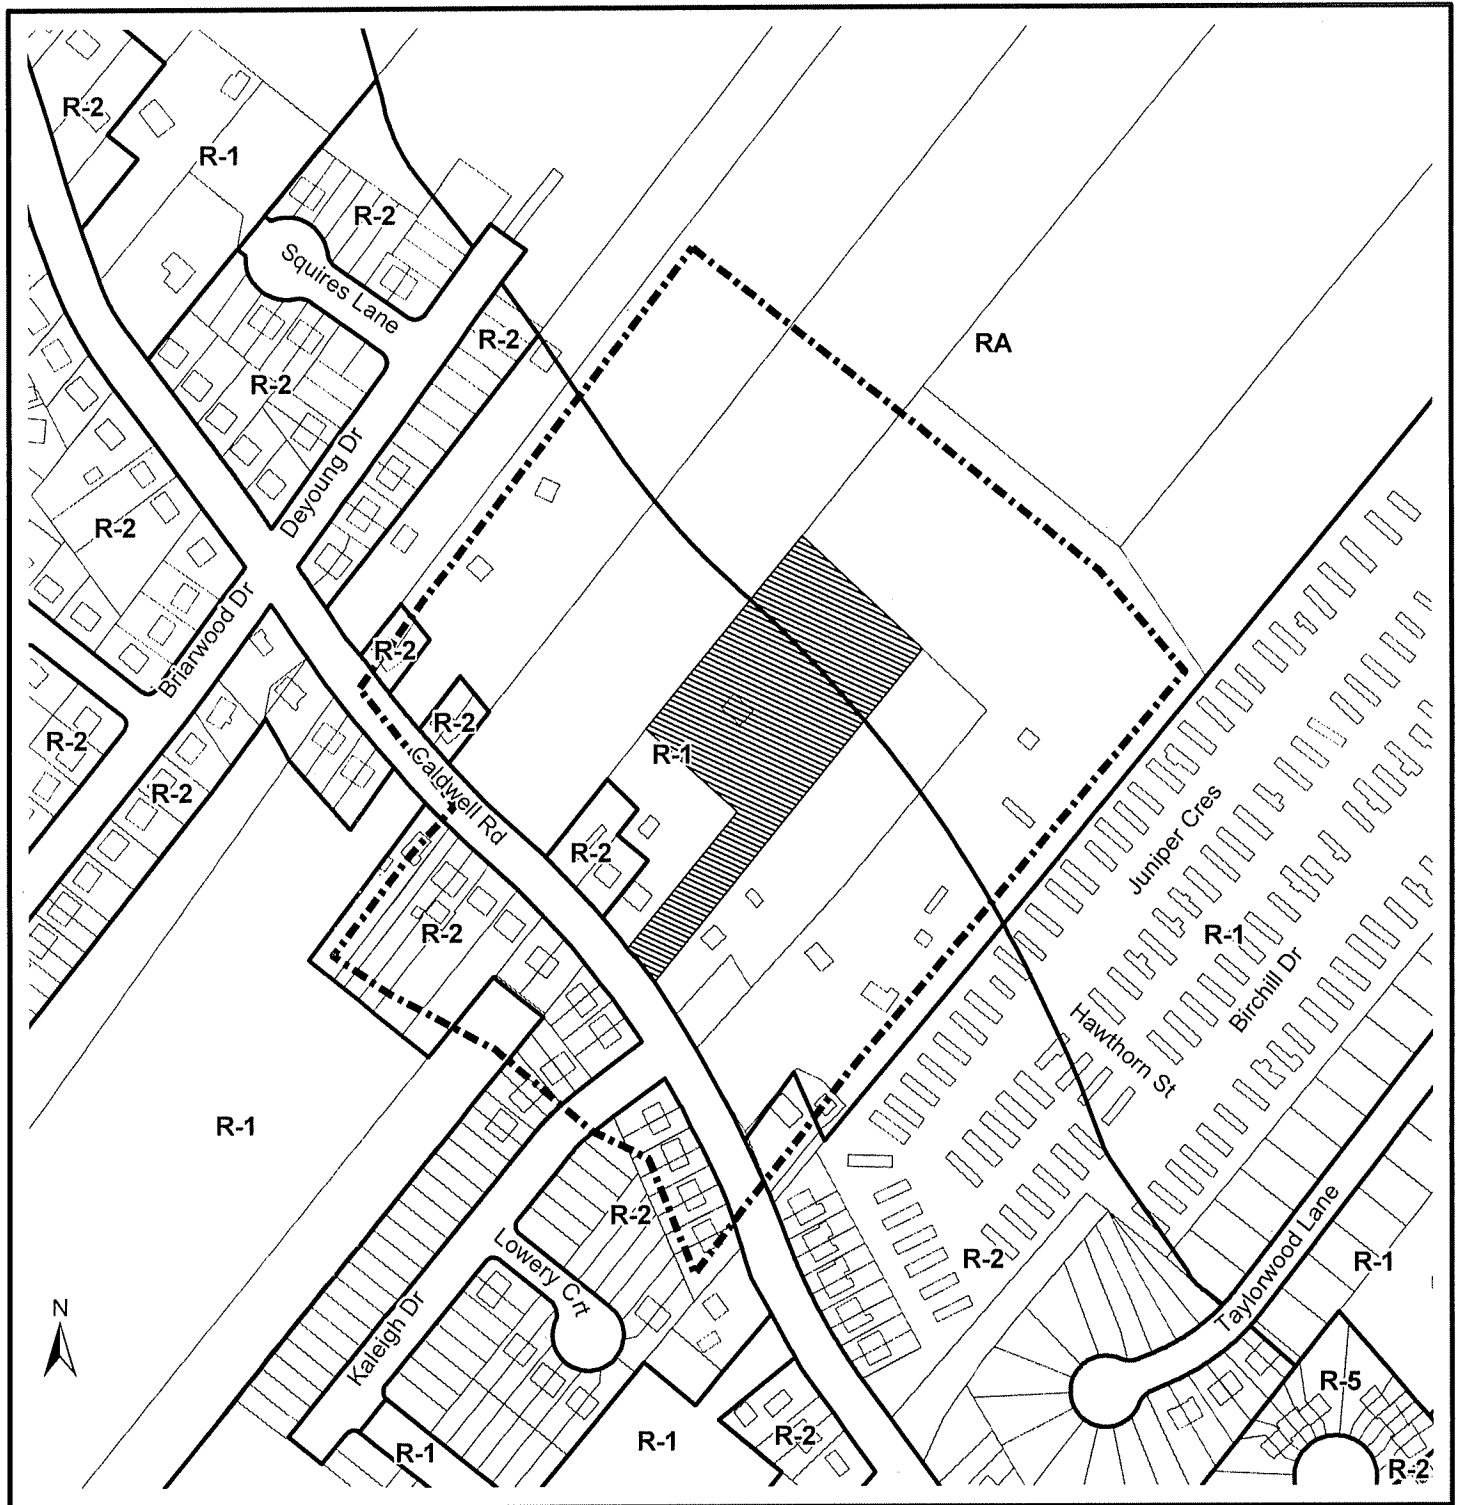 R-2
R-1
R-2
Squires Lane
R-2
RA
R-2
Deyoung Dr
R-2
Briarwood Dr
R-2
R-2
R-2
R-1
R-2
Caldwell Rd
R-2
Juniper Cres
R-2
R-1
Birchill Dr
Hawthorn St
R-1
R-2
Lowery Crt
R-2
Taylorwood Lane
R-1
N
Kaleigh Dr
R-5
R-1
R-1
R-2
R-2